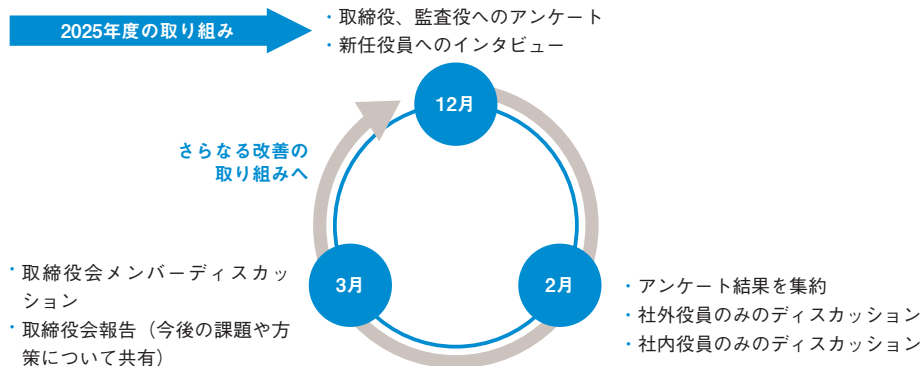 2025年度の取り組み
・取締役、監査役へのアンケート
・新任役員へのインタビュー
12月
さらなる改善の
取り組みへ
3月
2月
・取締役会メンバーディスカッ
ション
・取締役会報告（今後の課題や方
策について共有）
・アンケート結果を集約
・社外役員のみのディスカッション
・社内役員のみのディスカッション